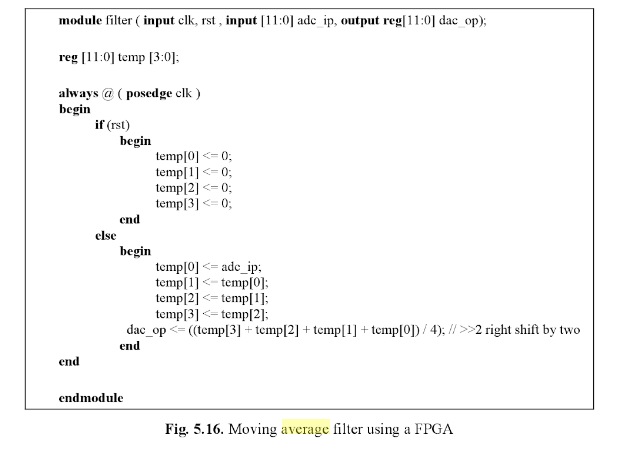 module filter ( input clk, rst , input [11:0] adc_ip, output reg[11:0] dac_op);
reg [11:0] temp [3:0];
always @ ( posedge clk )
begin
if (rst)
begin
temp[0] <= 0;
temp[1] <= 0;
temp[2] <= 0;
temp[3] <= 0;
end
else
begin
temp[0] <= adc_ip;
temp[1] <= temp[0];
temp[2] <= temp[1];
temp[3] <= temp[2];
dac_op <= ((temp[3] + temp[2] + temp[1] + temp[0]) / 4); // >>2 right shift by two
end
end
endmodule
Fig. 5.16. Moving average filter using a FPGA